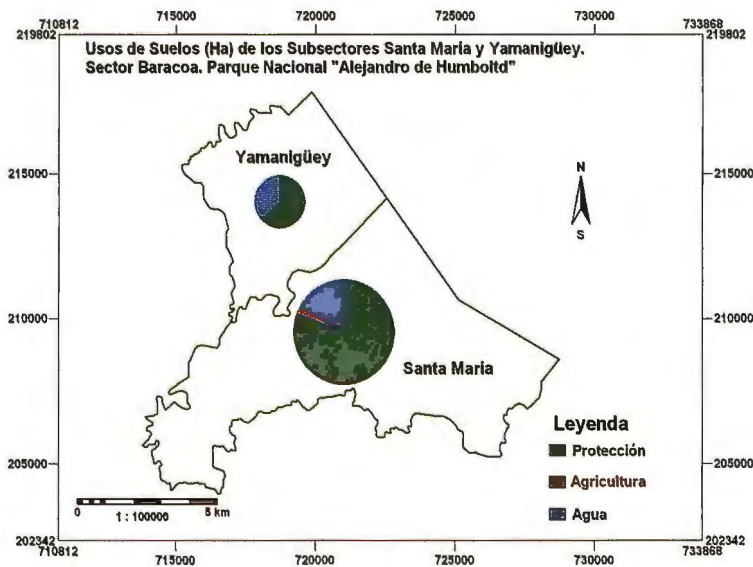 715000 720000 725000 730000
710812 733868
219802 219802
Usos de Suelos (Ha) de los Subsectores Santa Maria y Yamanigüey.
Sector Baracoa. Parque Nacional "Alejandro de Humboltd"
Yamanigüey
215000 215000
N
S
210000 210000
Santa Maria
Leyenda
Protección
205000 205000
Agricultura
0 5 km
1 : 100000
Agua
202342 202342
710812 733868
715000 720000 725000 730000